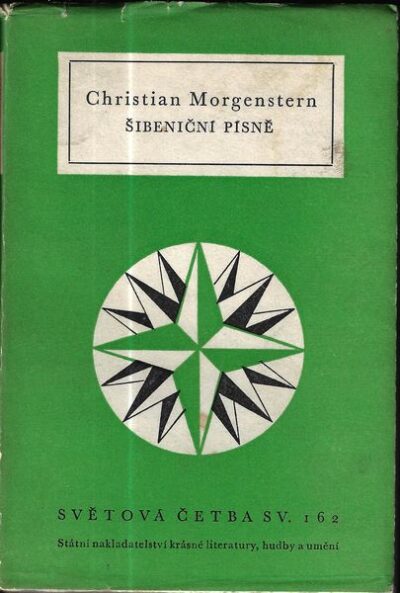 Christian Morgenstern
ŠIBENIČNÍ PÍSNĚ
SVĚTOVÁ ČETBA SV. 162
Státní nakladatelství krásné literatury, hudby a umění